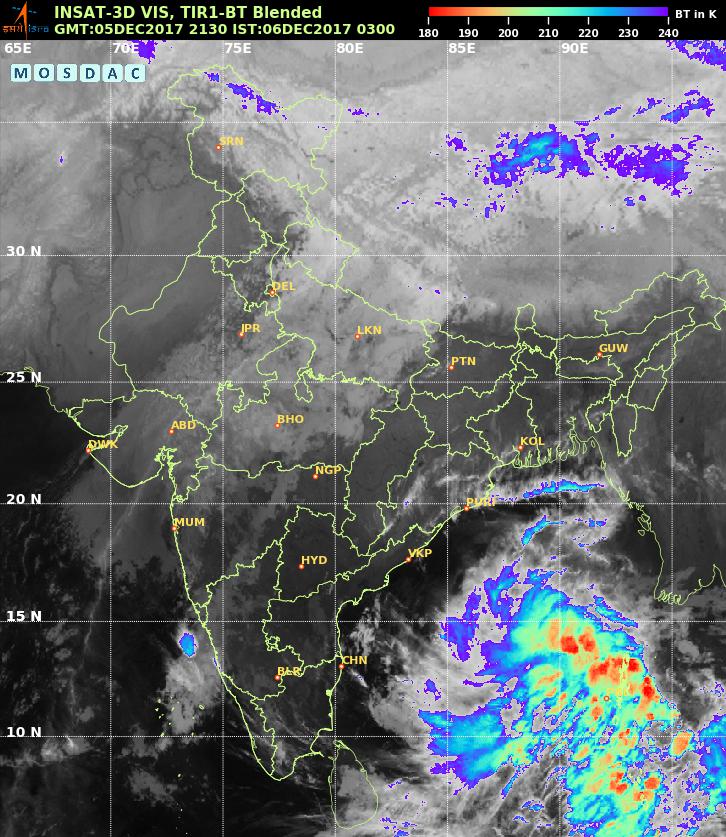 INSAT-3D VIS, TIR1-BT Blended
GMT:05DEC2017 2130 IST:06DEC2017 0300
BT in K
180 190 200 210 220 230 240
65E 70E 75E 80E 85E 90E
M O S D A C
SRN
30 N
DEL
JPR LKN
GUW
PTN
25 N
BHO
ABD
KOL
DWK
NGP
20 N
PURI
MUM
VKP
HYD
15 N
CHN
BLR
10 N